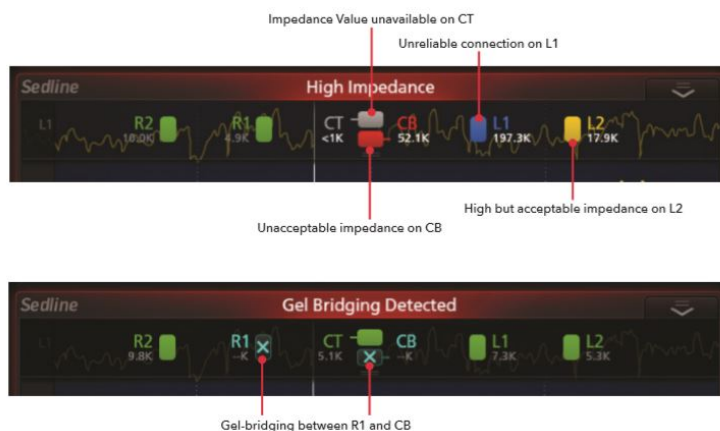 Impedance Value unavailable on CT
Unreliable connection on L1
Sedline High Impedance
L1 R2 R1 CT CB L1 L2
10.0K 4.9K <1K 52.1K 197.3K 17.9K
High but acceptable impedance on L2
Unacceptable impedance on CB
Sedline Gel Bridging Detected
L1 R2 R1 CT CB L1 L2
9.8K --K 5.1K --K 7.3K 5.3K
Gel-bridging between R1 and CB